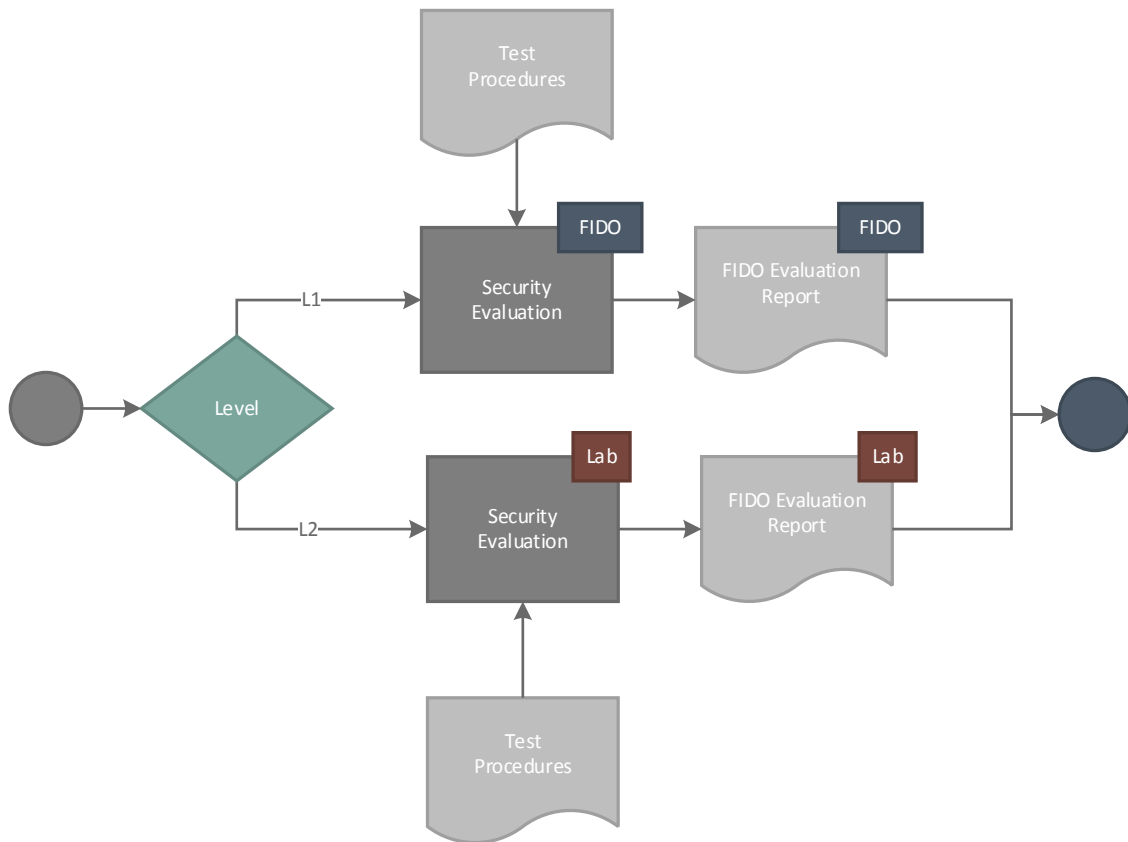 Test
Procedures
FIDO
FIDO
Security
Evaluation
FIDO Evaluation
Report
L1
Level
Lab
Lab
Security
Evaluation
FIDO Evaluation
Report
L2
Test
Procedures